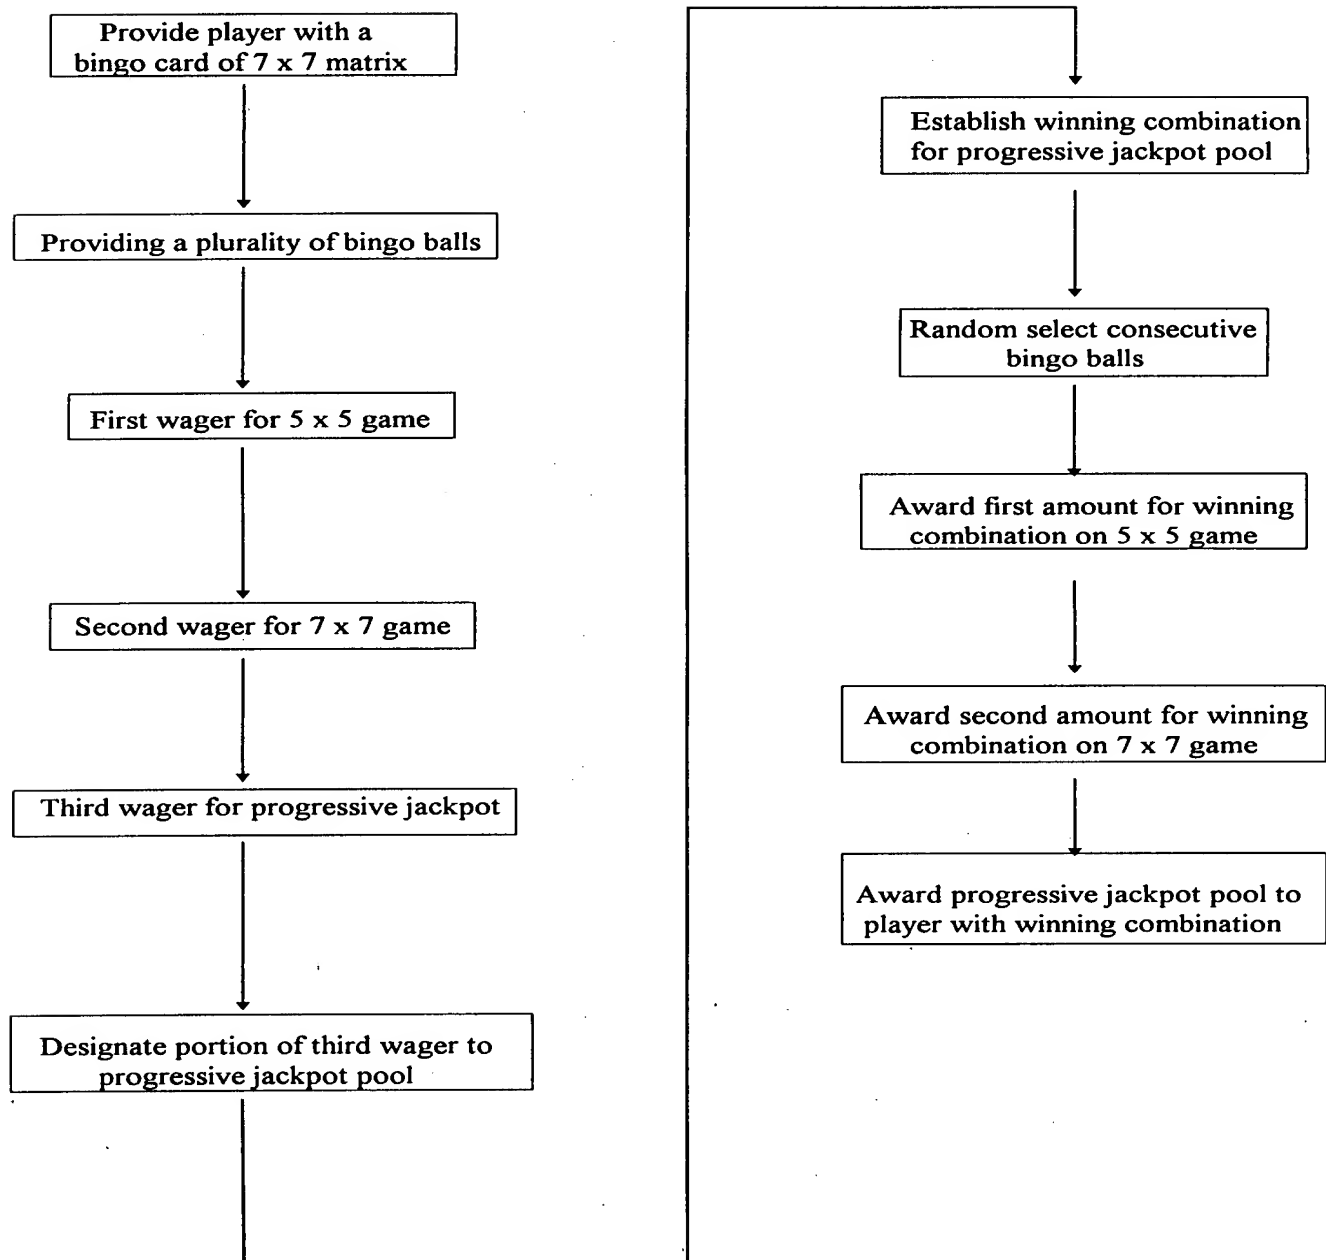 Provide player with a
bingo card of 7 x 7 matrix
Providing a plurality of bingo balls
First wager for 5 x 5 game
Second wager for 7 x 7 game
Third wager for progressive jackpot
Designate portion of third wager to
progressive jackpot pool
Establish winning combination
for progressive jackpot pool
Random select consecutive
bingo balls
Award first amount for winning
combination on 5 x 5 game
Award second amount for winning
combination on 7 x 7 game
Award progressive jackpot pool to
player with winning combination